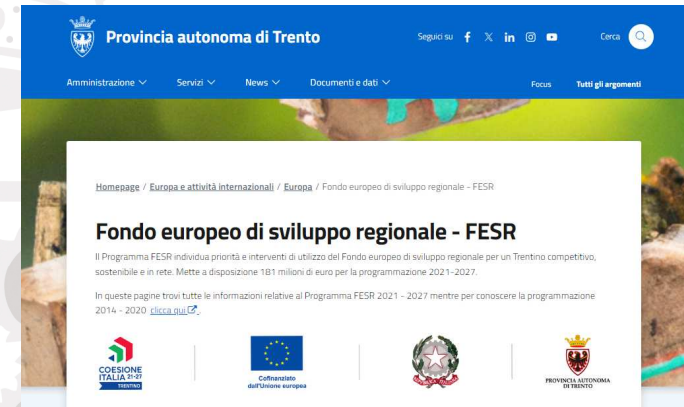 Provincia autonoma di Trento
Seguici su
Cerca
Amministrazione
Servizi
News
Documenti e dati
Focus
Tutti gli argomenti
Homepage / Europa e attività internazionali / Europa / Fondo europeo di sviluppo regionale - FESR
Fondo europeo di sviluppo regionale - FESR
Il Programma FESR individua priorità e interventi di utilizzo del Fondo europeo di sviluppo regionale per un Trentino competitivo,
sostenibile e in rete. Mette a disposizione 181 milioni di euro per la programmazione 2021-2027.
In queste pagine trovi tutte le informazioni relative al Programma FESR 2021 - 2027 mentre per conoscere la programmazione
2014 - 2020 clicca qui.
COESIONE
ITALIA 21-27
TRENTINO
Cofinanziato
dall'Unione europea
PROVINCIA AUTONOMA
DI TRENTO